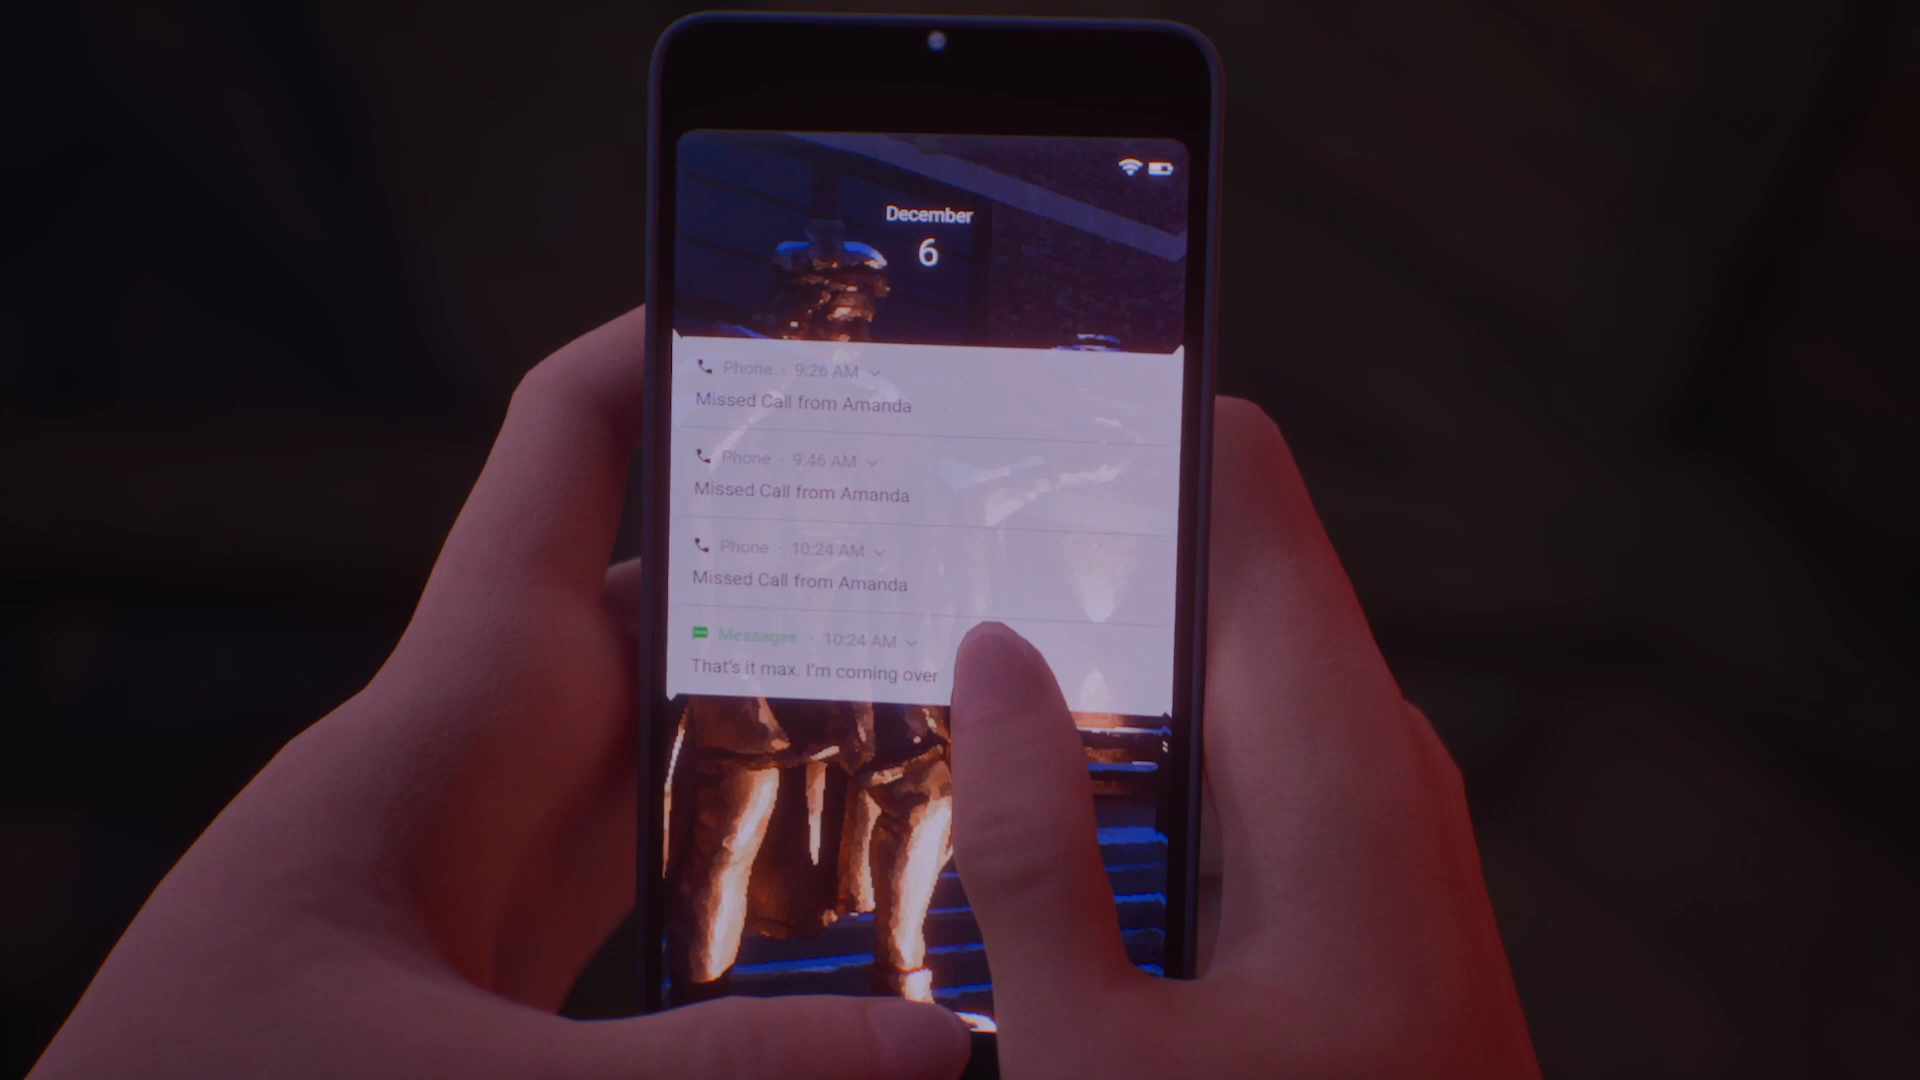 December
6
Phone · 9:26 AM
Missed Call from Amanda
Phone · 9:46 AM
Missed Call from Amanda
Phone · 10:24 AM
Missed Call from Amanda
Messages · 10:24 AM
That's it max. I'm coming over